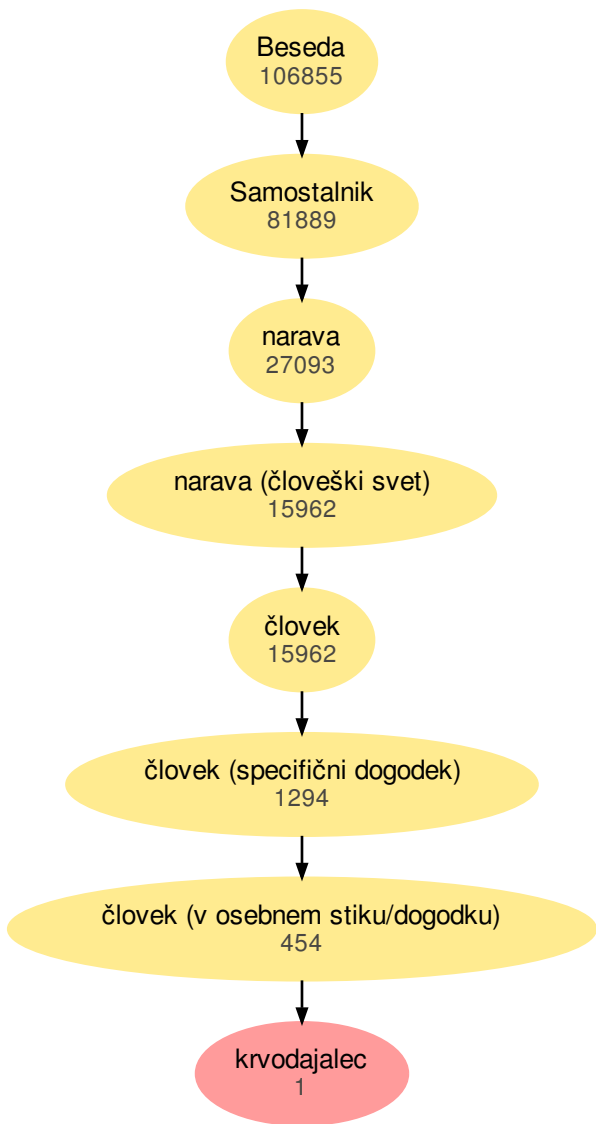 Beseda
106855
Samostalnik
81889
narava
27093
narava (človeški svet)
15962
človek
15962
človek (specifični dogodek)
1294
človek (v osebnem stiku/dogodku)
454
krvodajalec
1